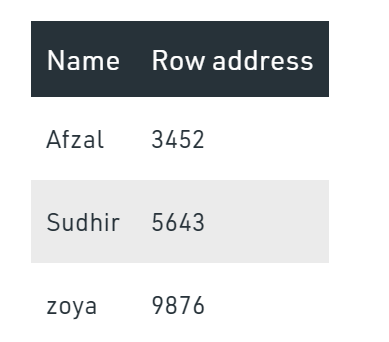 Name Row address
Afzal 3452
Sudhir 5643
zoya 9876